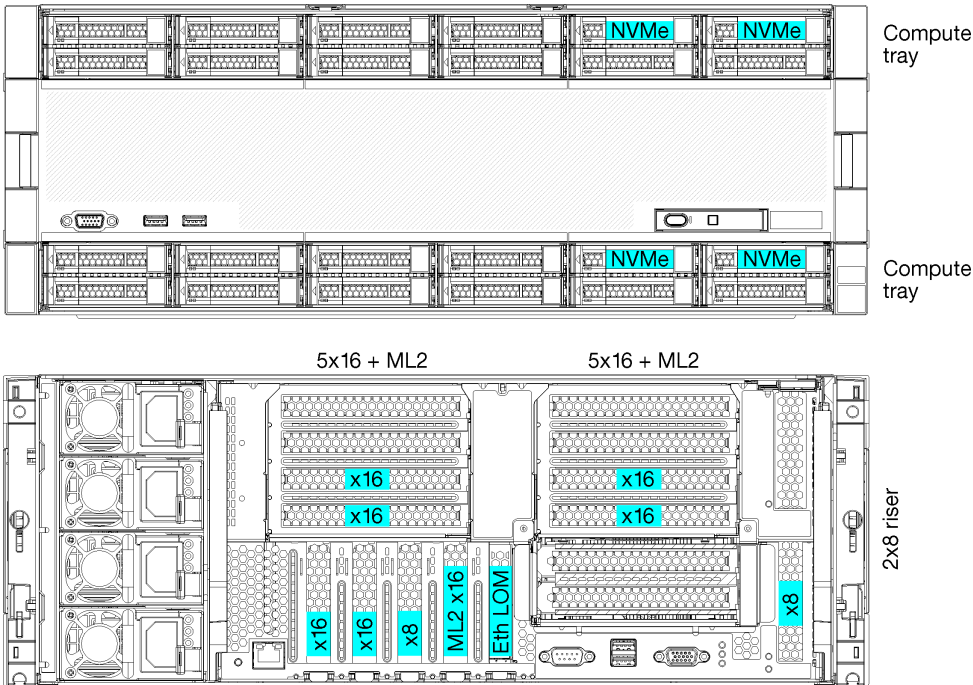 NVMe NVMe
Compute
tray
NVMe NVMe
Compute
tray
5x16 + ML2 5x16 + ML2
x16 x16
x16 x16
2x8 riser
x16
x16
x8
ML2 x16
Eth LOM
x8